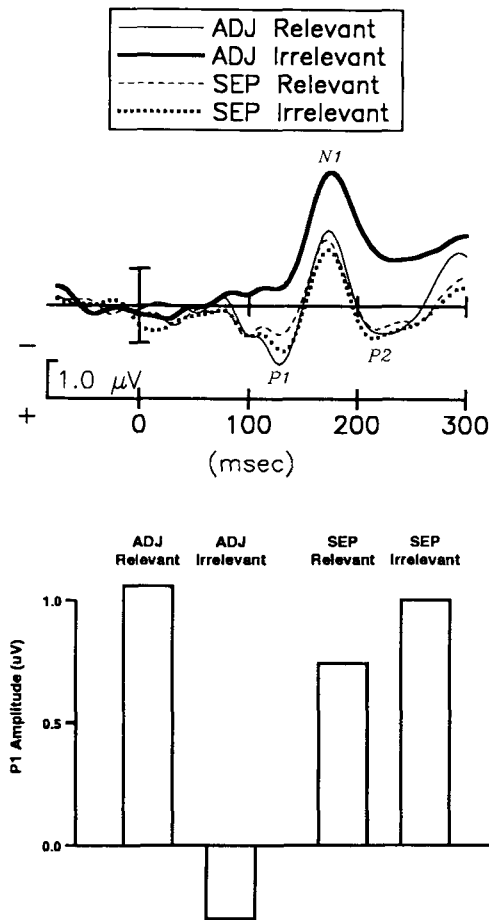 ADJ Relevant
ADJ Irrelevant
SEP Relevant
SEP Irrelevant
N1
−
P1
P2
1.0 μV
+
0 100 200 300
(msec)
ADJ Relevant
ADJ Irrelevant
SEP Relevant
SEP Irrelevant
1.0
0.5
0.0
P1 Amplitude (uV)